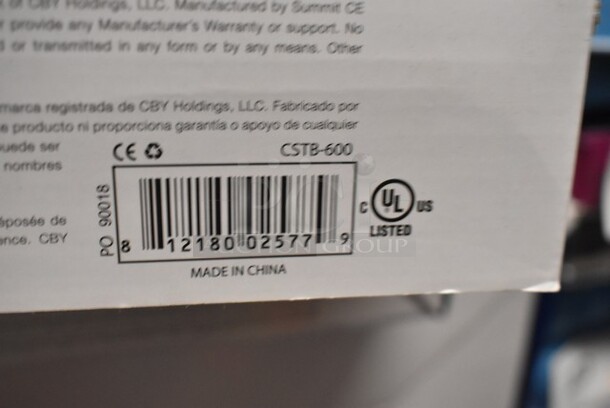 of CBY Holdings, LLC. Manufactured by Summit CE
provide any Manufacturer's Warranty or support. No
or transmitted in any form or by any means. Other
marca registrada de CBY Holdings, LLC. Fabricado por
producto ni proporciona garantía o apoyo de cualquier
puede ser
nombres
déposée de
CBY
CE CSTB-600
PO 90018
8 12180 02577 9
MADE IN CHINA
C UL US
LISTED
GROUP